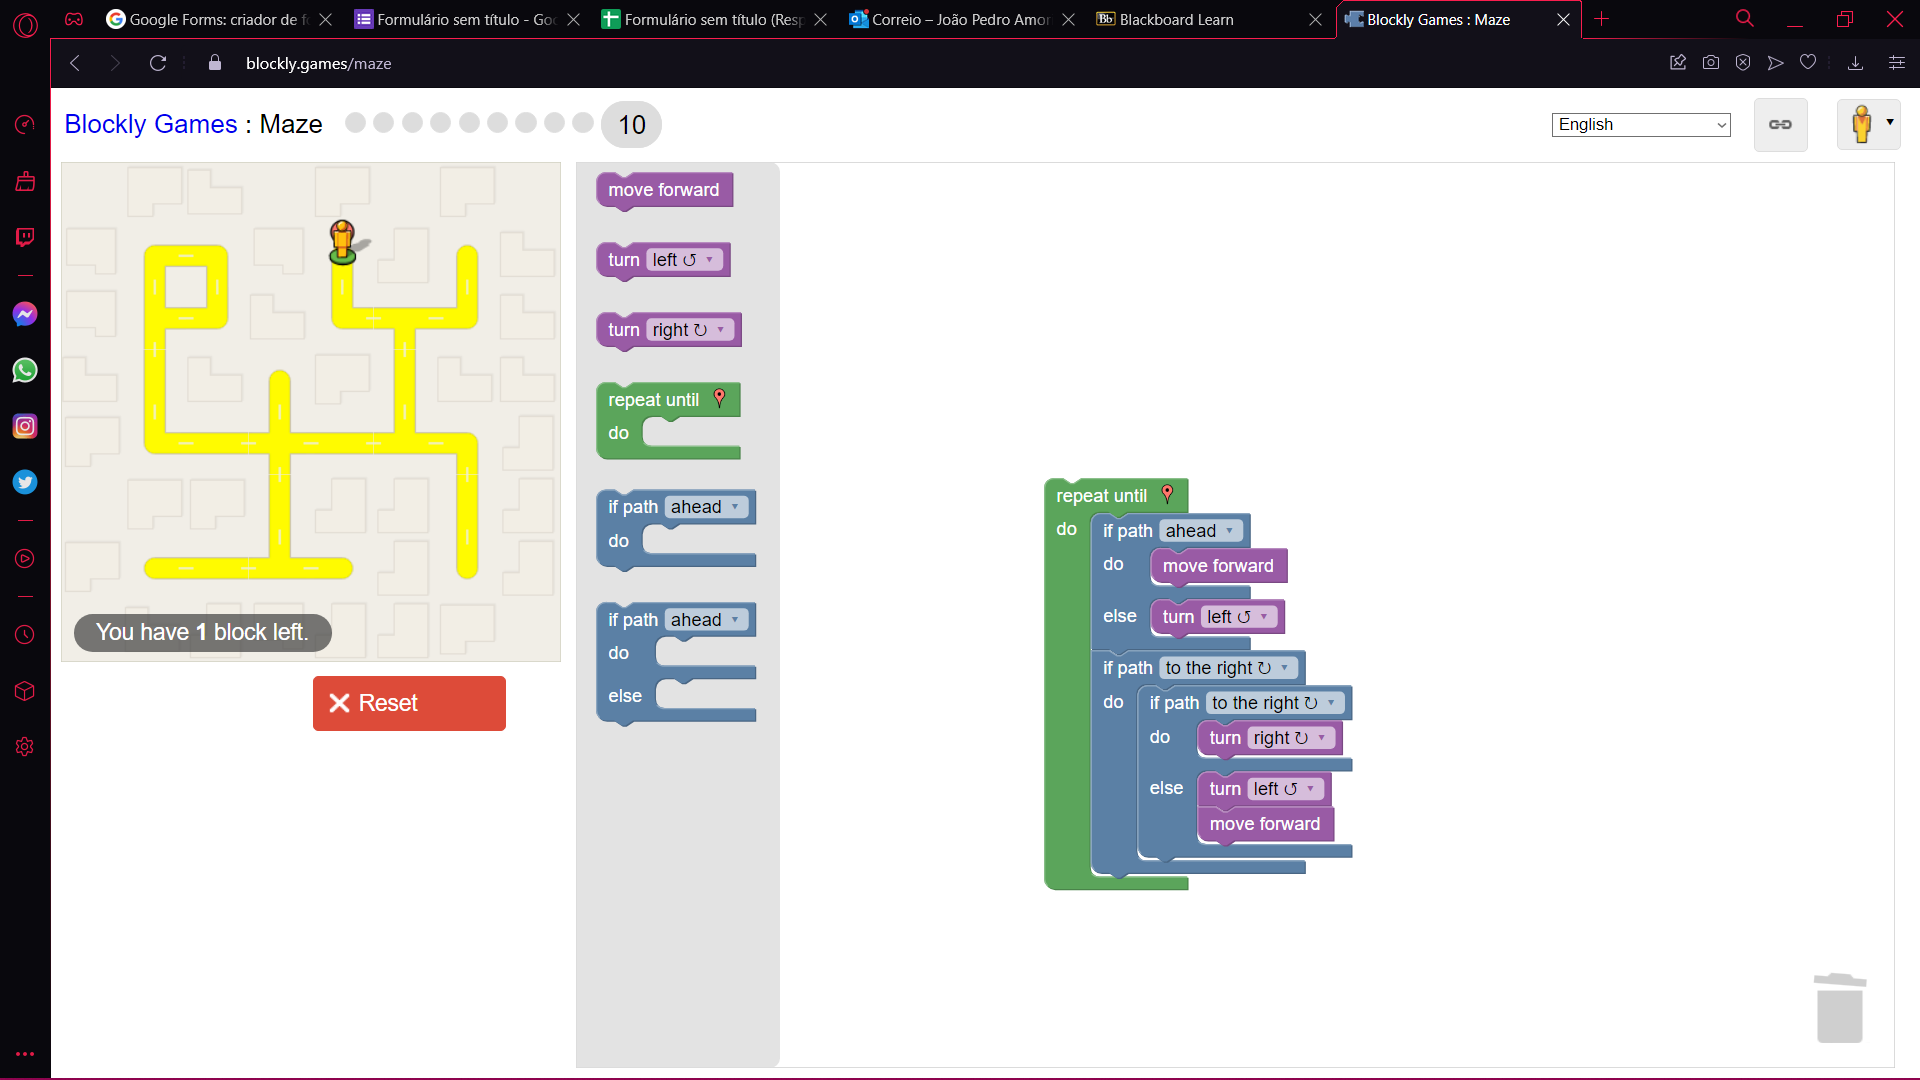 Google Forms: criador de f
Formulário sem título - Goo
Formulário sem título (Resp
Correio – João Pedro Amor
Bb Blackboard Learn
Blockly Games : Maze
blockly.games/maze
Blockly Games : Maze
10
English
move forward
turn left ↺
turn right ↻
repeat until
do
if path ahead
do
if path ahead
do
else
repeat until
do
if path ahead
do
move forward
else
turn left ↺
if path to the right ↻
do
if path to the right ↻
do
turn right ↻
else
turn left ↺
move forward
You have 1 block left.
Reset